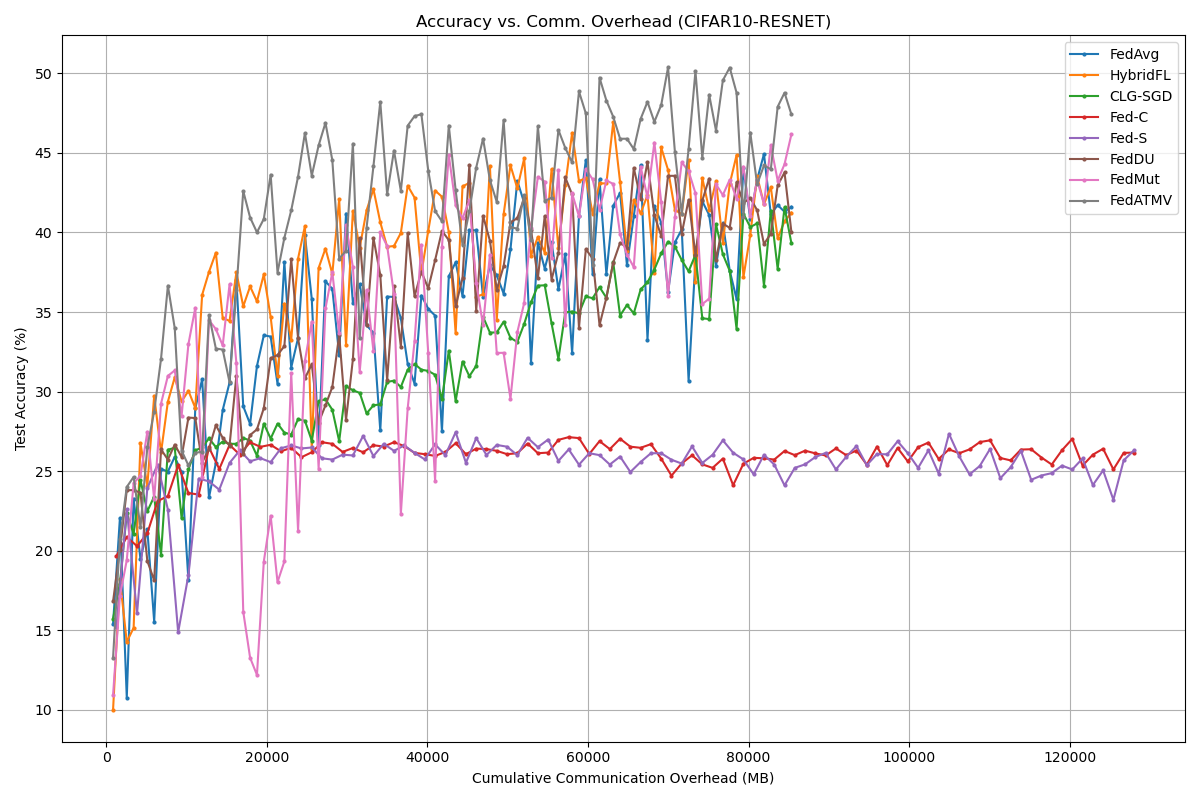 Accuracy vs. Comm. Overhead (CIFAR10-RESNET)
Test Accuracy (%)
50
45
40
35
30
25
20
15
10
FedAvg
HybridFL
CLG-SGD
Fed-C
Fed-S
FedDU
FedMut
FedATMV
0
20000
40000
60000
80000
100000
120000
Cumulative Communication Overhead (MB)